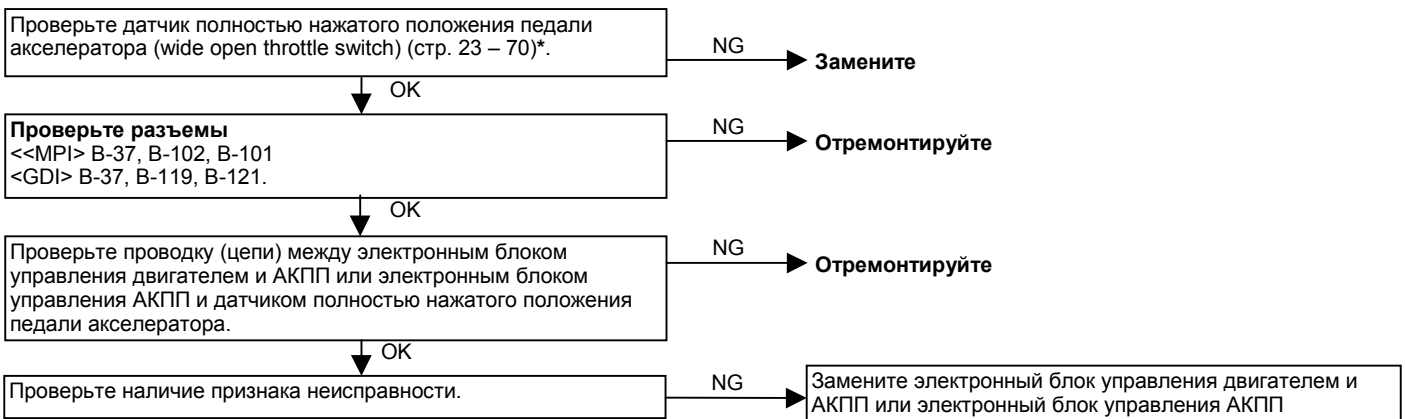 Проверьте датчик полностью нажатого положения педали
акселератора (wide open throttle switch) (стр. 23 – 70)*.
NG
Замените
OK
Проверьте разъемы
<<MPI> B-37, B-102, B-101
<GDI> B-37, B-119, B-121.
NG
Отремонтируйте
OK
Проверьте проводку (цепи) между электронным блоком
управления двигателем и АКПП или электронным блоком
управления АКПП и датчиком полностью нажатого положения
педали акселератора.
NG
Отремонтируйте
OK
Проверьте наличие признака неисправности.
NG
Замените электронный блок управления двигателем и
АКПП или электронный блок управления АКПП